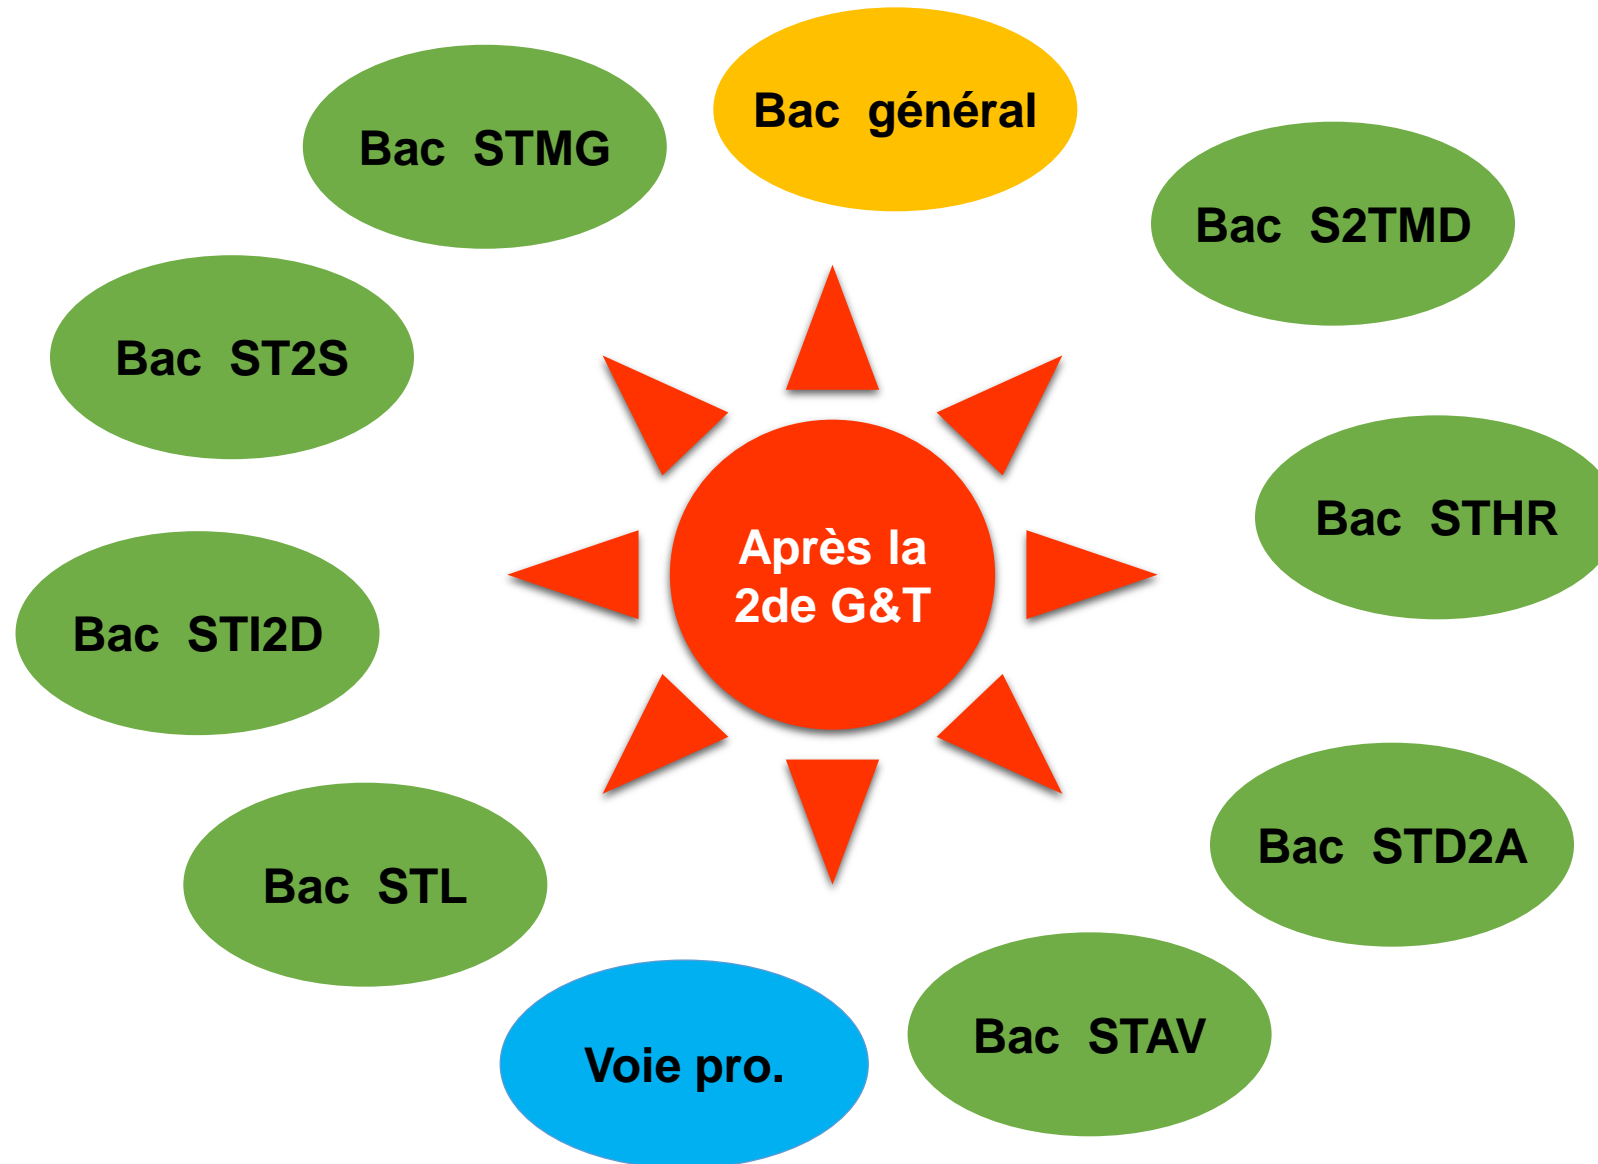 Bac général
Bac STMG
Bac S2TMD
Bac ST2S
Bac STHR
Après la
2de G&T
Bac STI2D
Bac STD2A
Bac STL
Bac STAV
Voie pro.